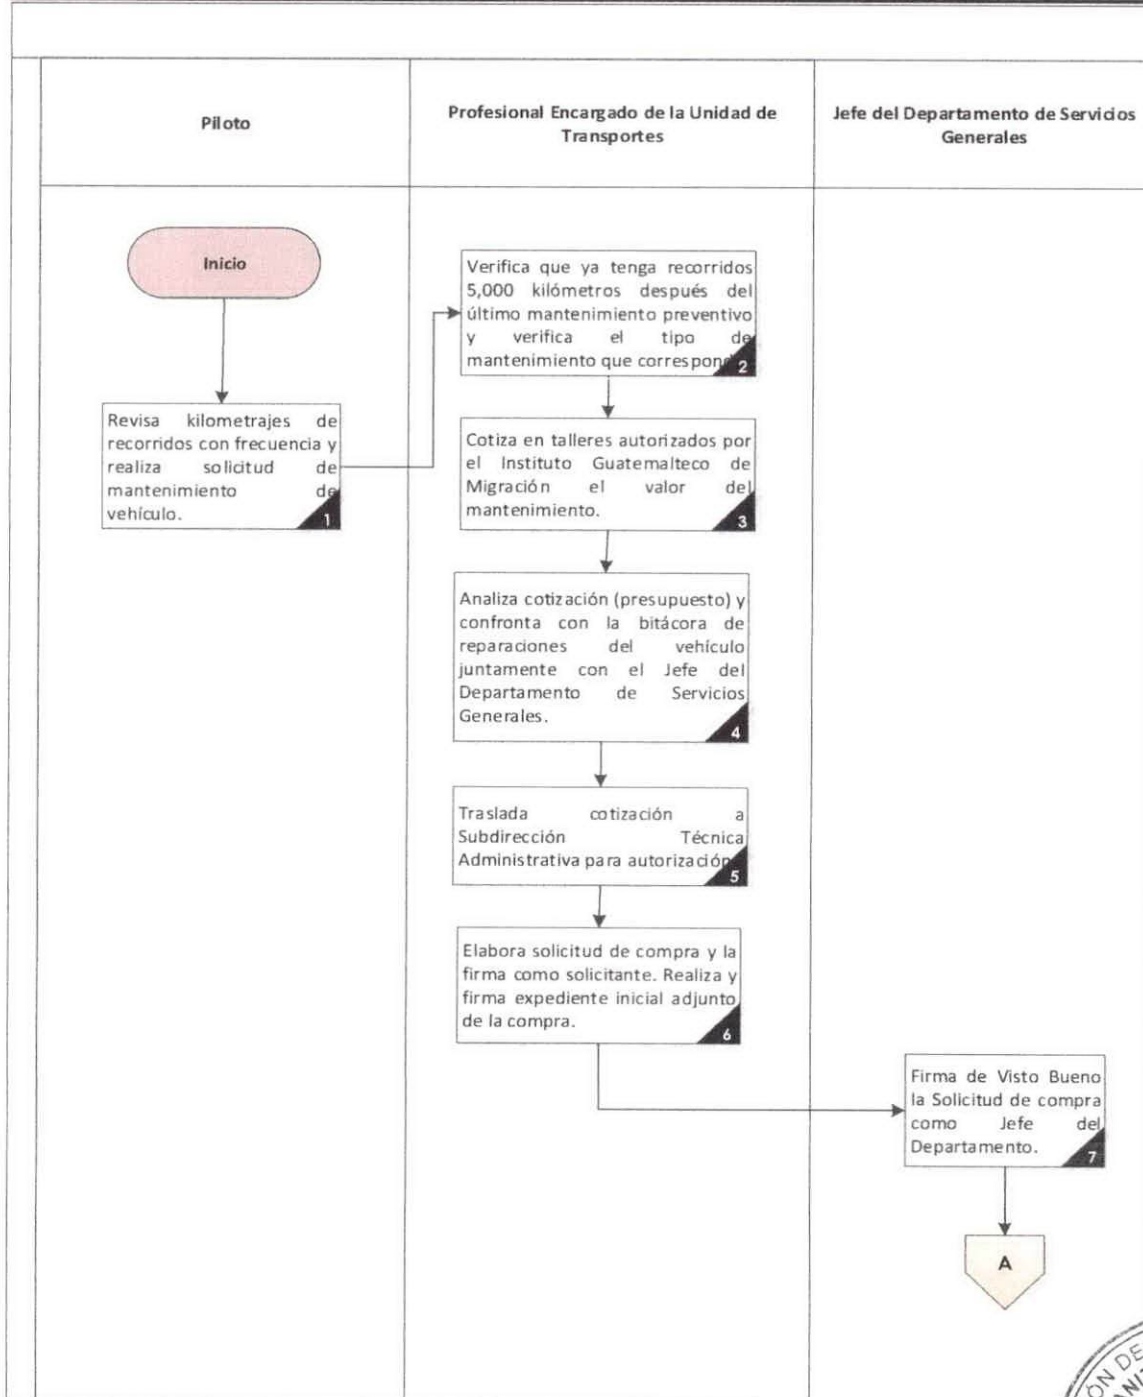 Piloto
Profesional Encargado de la Unidad de
Transportes
Jefe del Departamento de Servicios
Generales
Inicio
Revisa kilometrajes de
recorridos con frecuencia y
realiza solicitud de
mantenimiento de
vehículo.
1
Verifica que ya tenga recorridos
5,000 kilómetros después del
último mantenimiento preventivo
y verifica el tipo de
mantenimiento que correspond
2
Cotiza en talleres autorizados por
el Instituto Guatemalteco de
Migración el valor del
mantenimiento.
3
Analiza cotización (presupuesto) y
confronta con la bitácora de
reparaciones del vehículo
juntamente con el Jefe del
Departamento de Servicios
Generales.
4
Traslada cotización a
Subdirección Técnica
Administrativa para autorización
5
Elabora solicitud de compra y la
firma como solicitante. Realiza y
firma expediente inicial adjunto
de la compra.
6
Firma de Visto Bueno
la Solicitud de compra
como Jefe del
Departamento.
7
A
ÓN DE